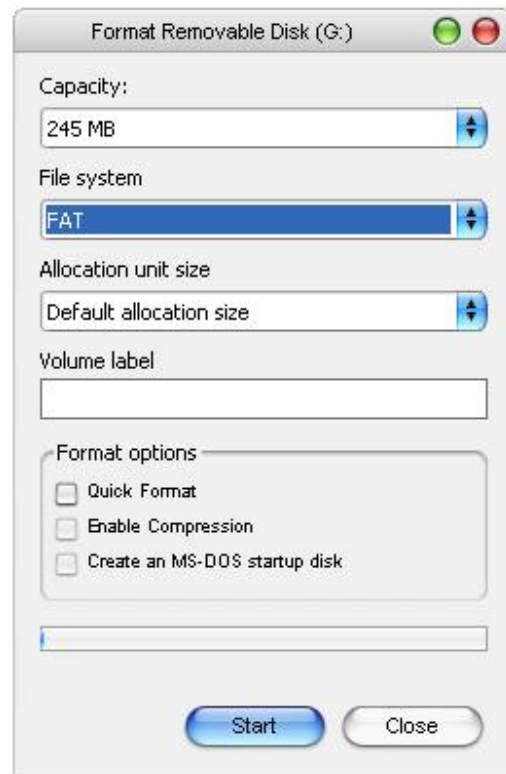 Format Removable Disk (G:)
Capacity:
245 MB
File system
FAT
Allocation unit size
Default allocation size
Volume label
Format options
Quick Format
Enable Compression
Create an MS-DOS startup disk
Start Close